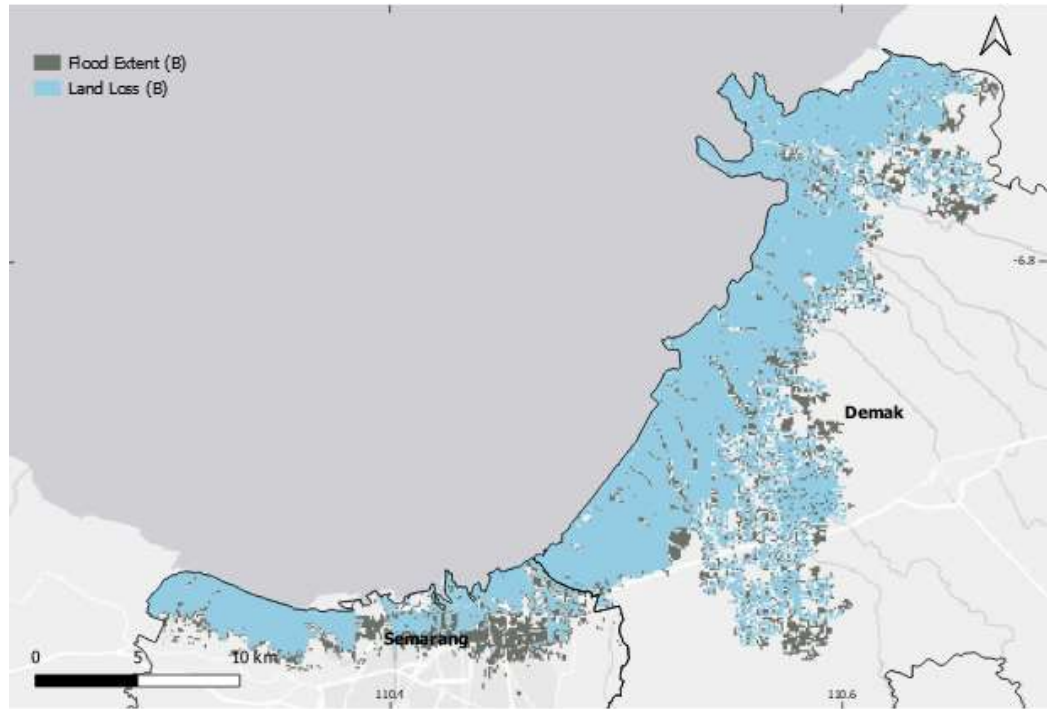 Flood Extent (B)
Land Loss (B)
-6.8
Demak
Semarang
0 5 10 km
110.4
110.6